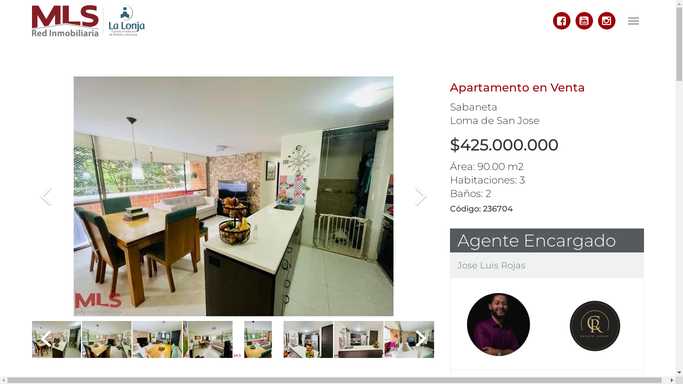 MLS
Red Inmobiliaria
La Lonja
Apartamento en Venta
Sabaneta
Loma de San Jose
$425.000.000
Área: 90.00 m2
Habitaciones: 3
Baños: 2
Código: 236704
MLS
Agente Encargado
Jose Luis Rojas